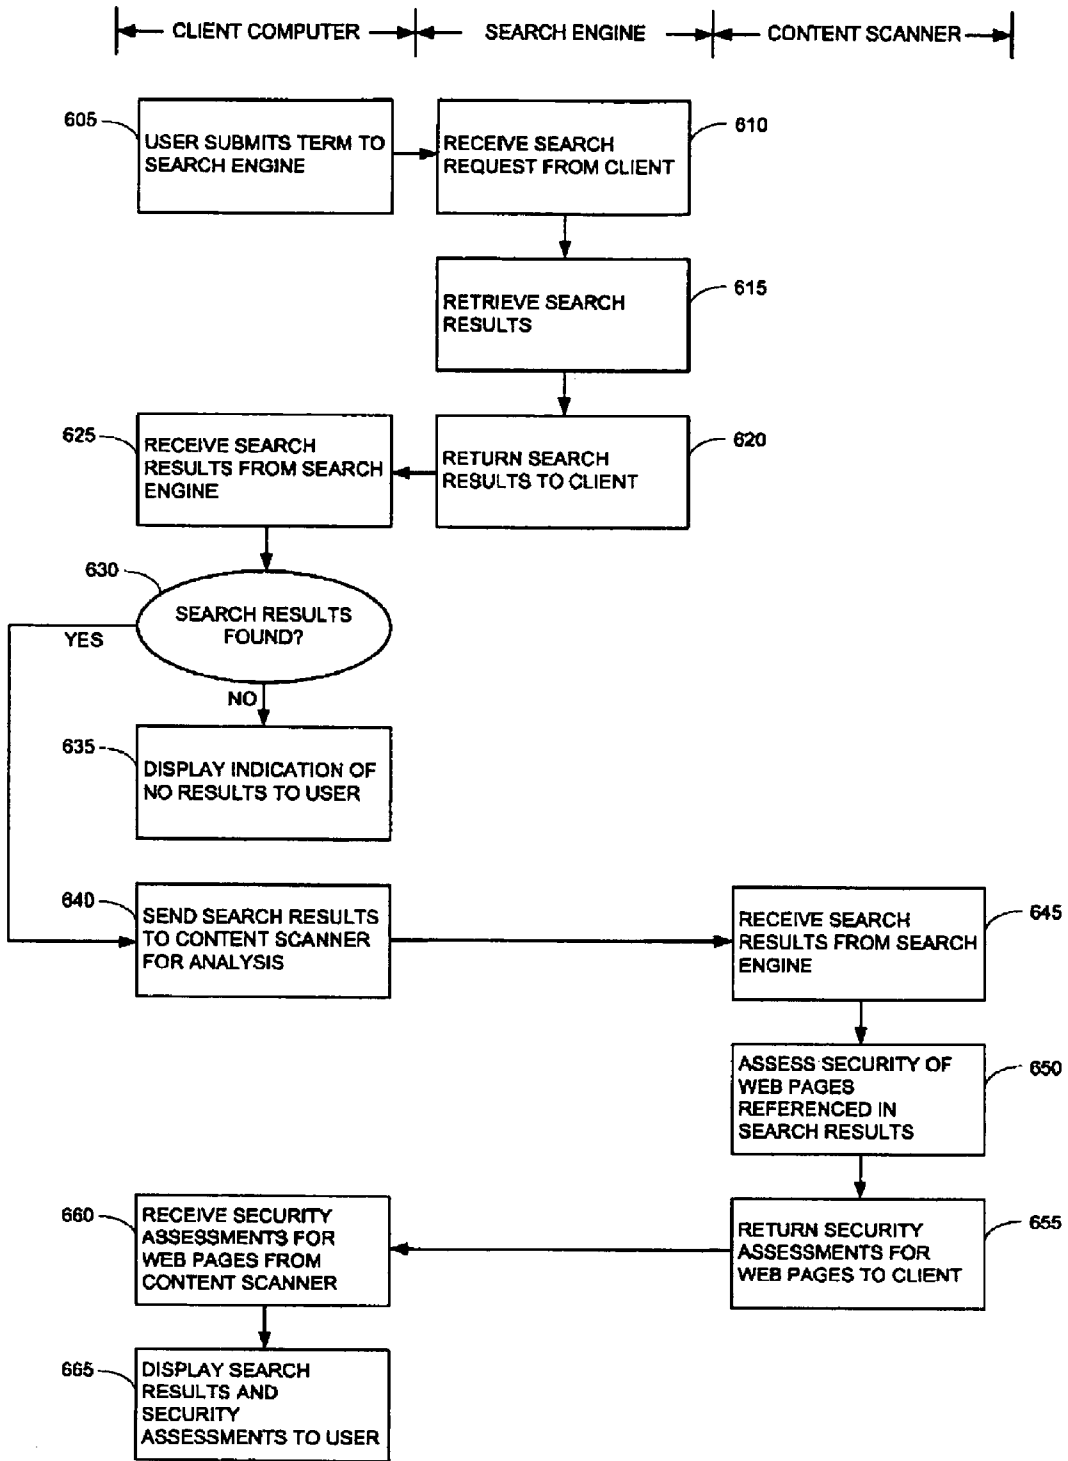 CLIENT COMPUTER
SEARCH ENGINE
CONTENT SCANNER
605
USER SUBMITS TERM TO
SEARCH ENGINE
610
RECEIVE SEARCH
REQUEST FROM CLIENT
615
RETRIEVE SEARCH
RESULTS
625
RECEIVE SEARCH
RESULTS FROM SEARCH
ENGINE
620
RETURN SEARCH
RESULTS TO CLIENT
630
SEARCH RESULTS
FOUND?
YES
NO
635
DISPLAY INDICATION OF
NO RESULTS TO USER
640
SEND SEARCH RESULTS
TO CONTENT SCANNER
FOR ANALYSIS
645
RECEIVE SEARCH
RESULTS FROM SEARCH
ENGINE
650
ASSESS SECURITY OF
WEB PAGES
REFERENCED IN
SEARCH RESULTS
660
RECEIVE SECURITY
ASSESSMENTS FOR
WEB PAGES FROM
CONTENT SCANNER
655
RETURN SECURITY
ASSESSMENTS FOR
WEB PAGES TO CLIENT
665
DISPLAY SEARCH
RESULTS AND
SECURITY
ASSESSMENTS TO USER